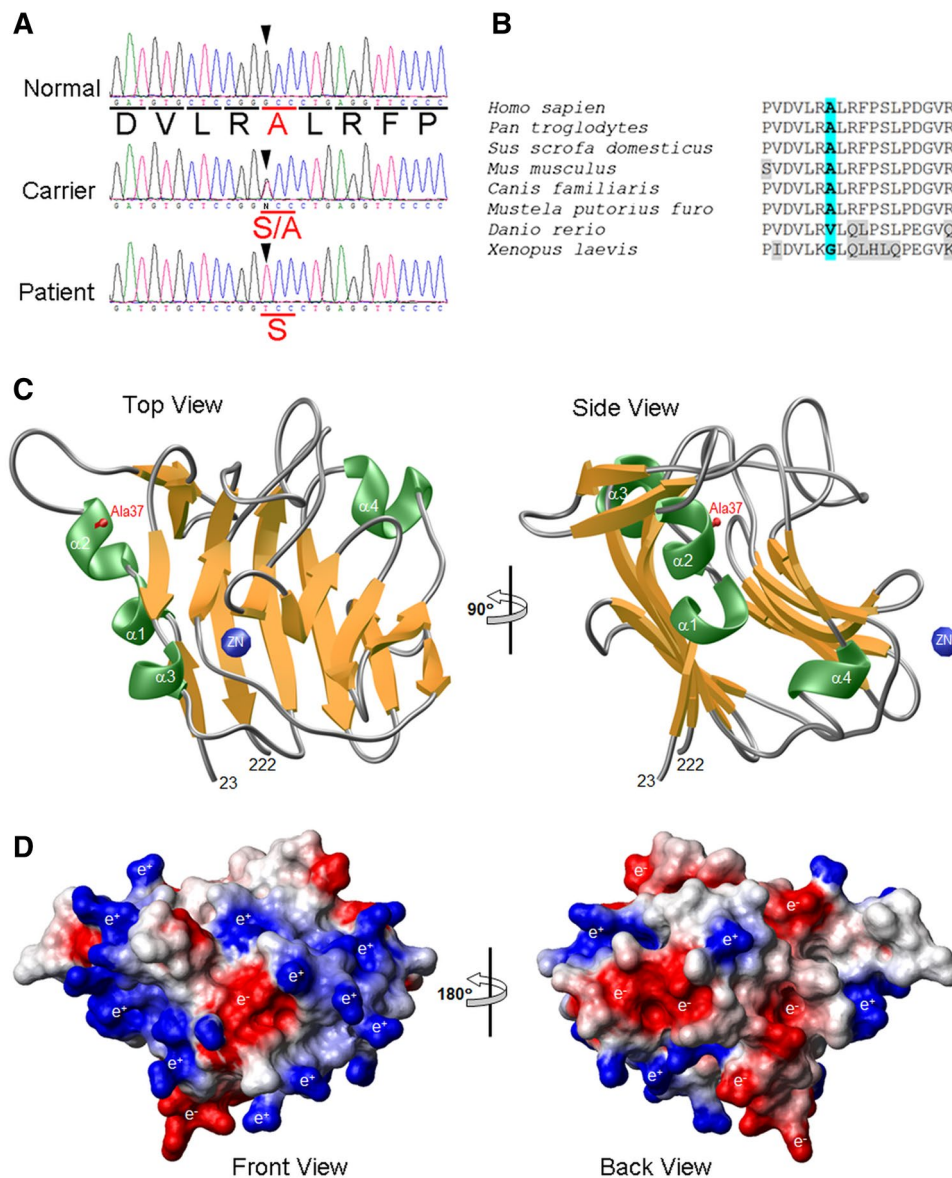 A
Normal
G A T G T G C T C C G G G C C C T G A G G T T C C C C
D V L R A L R F P
Carrier
G A T G T G C T C C G G N C C C T G A G G T T C C C C
S/A
Patient
G A T G T G C T C C G G T C C C T G A G G T T C C C C
S
B
Homo sapien PVDVLRALRFPSLPDGVR
Pan troglodytes PVDVLRALRFPSLPDGVR
Sus scrofa domesticus PVDVLRALRFPSLPDGVR
Mus musculus SVDVLRALRFPSLPDGVR
Canis familiaris PVDVLRALRFPSLPDGVR
Mustela putorius furo PVDVLRALRFPSLPDGVR
Danio rerio PVDVLRVLQLPSLPEGVQ
Xenopus laevis PIDVLKGLQLHLQPEGVK
C
Top View
α4
Ala37
α2
α1
ZN
α3
222
23
90°
Side View
α3
Ala37
α2
α1
ZN
α4
23
222
D
e⁺
e⁺
e⁺
e⁺
e⁺
e⁻
e⁺
e⁺
e⁺
e⁺
e⁺
e⁻
e⁺
Front View
180°
e⁻
e⁻
e⁺
e⁻
e⁻
e⁻
e⁺
e⁺
e⁻
e⁻
Back View